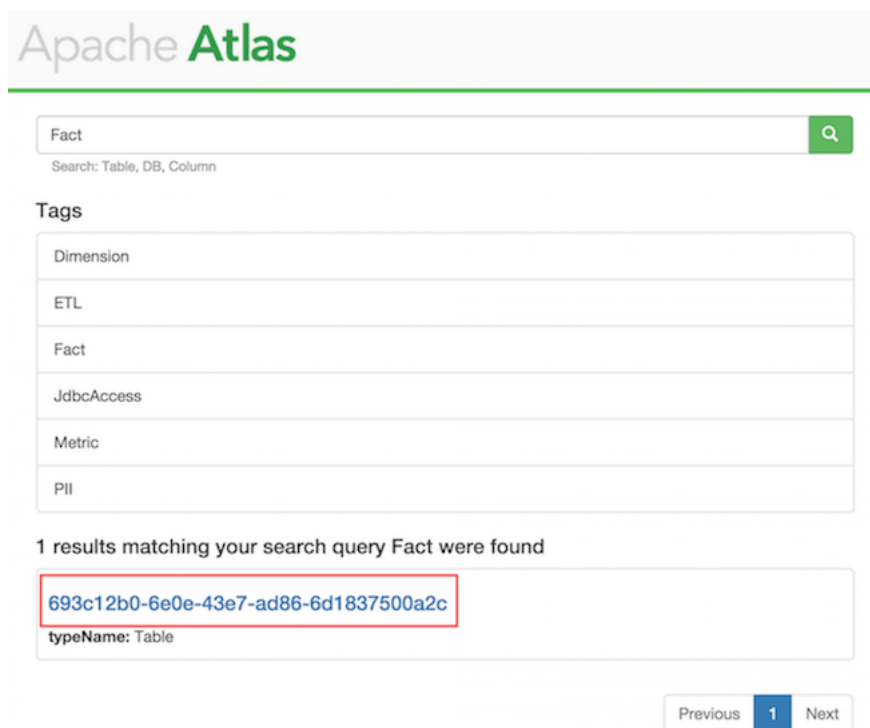 Apache Atlas
Fact
Search: Table, DB, Column
Tags
Dimension
ETL
Fact
JdbcAccess
Metric
PII
1 results matching your search query Fact were found
693c12b0-6e0e-43e7-ad86-6d1837500a2c
typeName: Table
Previous 1 Next